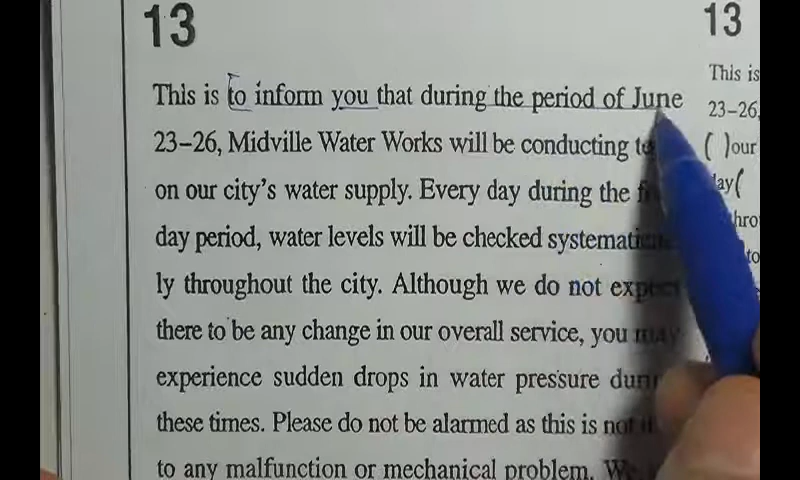 13
This is to inform you that during the period of June
23–26, Midville Water Works will be conducting
on our city's water supply. Every day during the
day period, water levels will be checked
ly throughout the city. Although we do not expect
there to be any change in our overall service, you may
experience sudden drops in water pressure
these times. Please do not be alarmed as this is not
to any malfunction or mechanical problem. We
13
This is
23–26,
( )our
day(